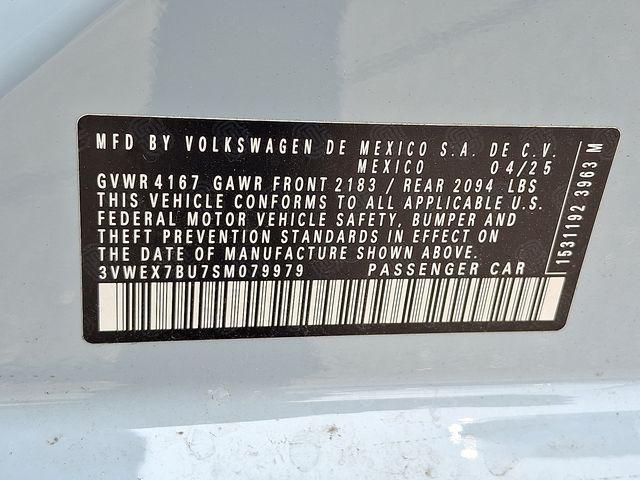 MFD BY VOLKSWAGEN DE MEXICO S.A. DE C.V.
MEXICO 04/25
GVWR 4167 GAWR FRONT 2183 / REAR 2094 LBS
THIS VEHICLE CONFORMS TO ALL APPLICABLE U.S.
FEDERAL MOTOR VEHICLE SAFETY, BUMPER AND
THEFT PREVENTION STANDARDS IN EFFECT ON
THE DATE OF MANUFACTURE SHOWN ABOVE.
3VWEX7BU7SM079979 PASSENGER CAR
1531192 3963 M